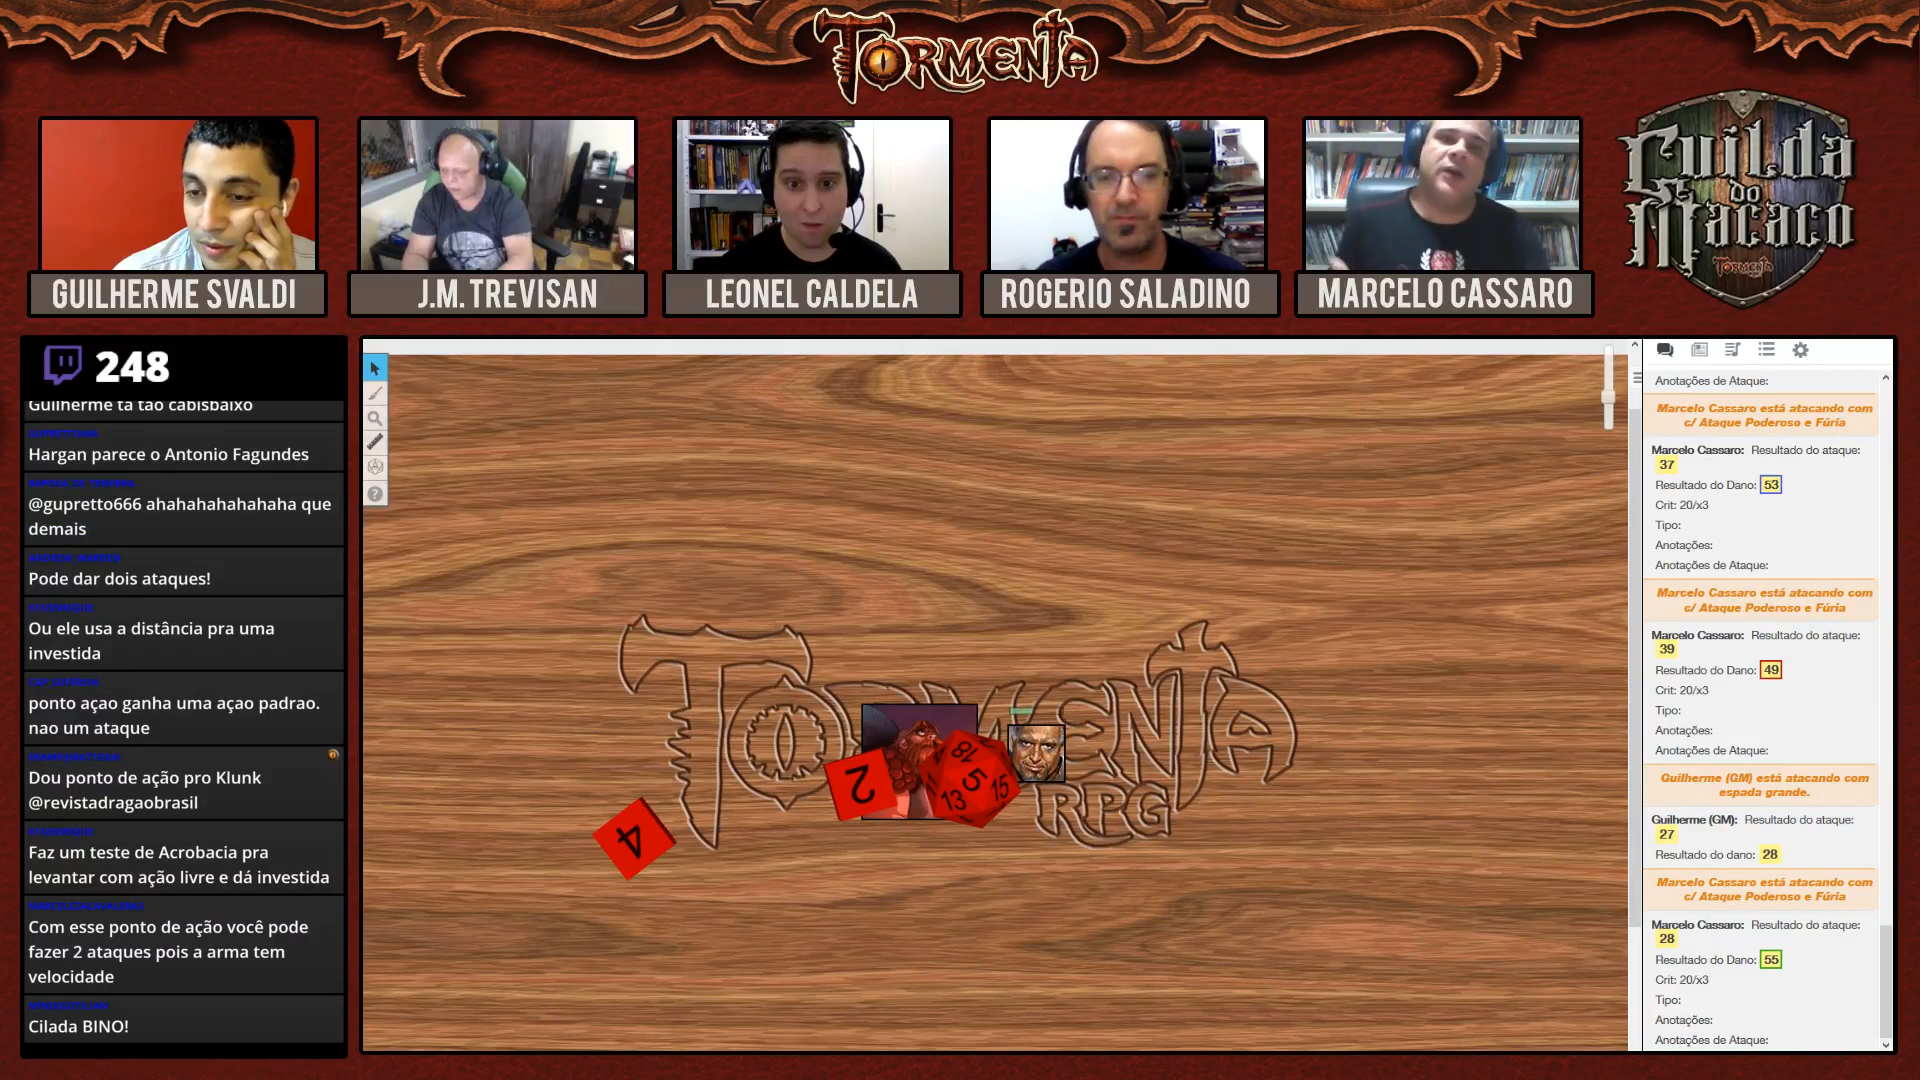 TORMENTA
GUILHERME SVALDI
J.M. TREVISAN
LEONEL CALDELA
ROGERIO SALADINO
MARCELO CASSARO
Guilda
do
Macaco
TORMENTA
248
Guilherme ta tao cabisbaixo
Hargan parece o Antonio Fagundes
@gupretto666 ahahahahahahaha que
demais
Pode dar dois ataques!
Ou ele usa a distância pra uma
investida
ponto açao ganha uma açao padrao.
nao um ataque
Dou ponto de ação pro Klunk
@revistadragaobrasil
Faz um teste de Acrobacia pra
levantar com ação livre e dá investida
Com esse ponto de ação você pode
fazer 2 ataques pois a arma tem
velocidade
Cilada BINO!
TORMENTA
RPG
4
2
18
5
13
15
Anotações de Ataque:
Marcelo Cassaro está atacando com
c/ Ataque Poderoso e Fúria
Marcelo Cassaro: Resultado do ataque:
37
Resultado do Dano: 53
Crit: 20/x3
Tipo:
Anotações:
Anotações de Ataque:
Marcelo Cassaro está atacando com
c/ Ataque Poderoso e Fúria
Marcelo Cassaro: Resultado do ataque:
39
Resultado do Dano: 49
Crit: 20/x3
Tipo:
Anotações:
Anotações de Ataque:
Guilherme (GM) está atacando com
espada grande.
Guilherme (GM): Resultado do ataque:
27
Resultado do dano: 28
Marcelo Cassaro está atacando com
c/ Ataque Poderoso e Fúria
Marcelo Cassaro: Resultado do ataque:
28
Resultado do Dano: 55
Crit: 20/x3
Tipo:
Anotações:
Anotações de Ataque: